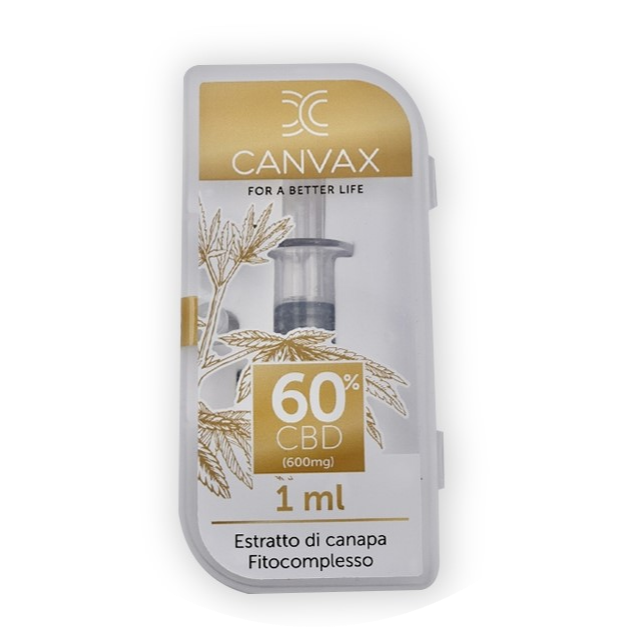 CANVAX
FOR A BETTER LIFE
60%
CBD
(600mg)
1 ml
Estratto di canapa
Fitocomplesso